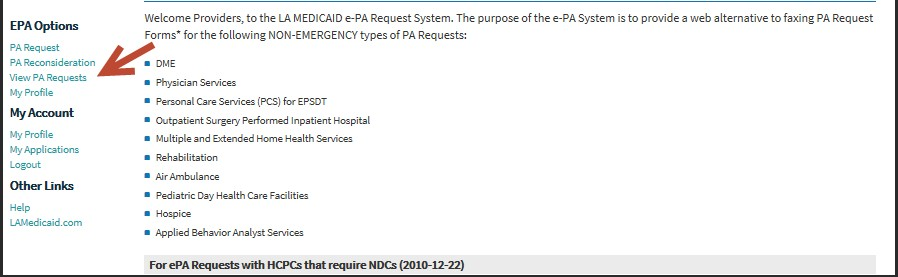 EPA Options
PA Request
PA Reconsideration
View PA Requests
My Profile
My Account
My Profile
My Applications
Logout
Other Links
Help
LAMedicaid.com
Welcome Providers, to the LA MEDICAID e-PA Request System. The purpose of the e-PA System is to provide a web alternative to faxing PA Request
Forms* for the following NON-EMERGENCY types of PA Requests:
DME
Physician Services
Personal Care Services (PCS) for EPSDT
Outpatient Surgery Performed Inpatient Hospital
Multiple and Extended Home Health Services
Rehabilitation
Air Ambulance
Pediatric Day Health Care Facilities
Hospice
Applied Behavior Analyst Services
For ePA Requests with HCPCs that require NDCs (2010-12-22)